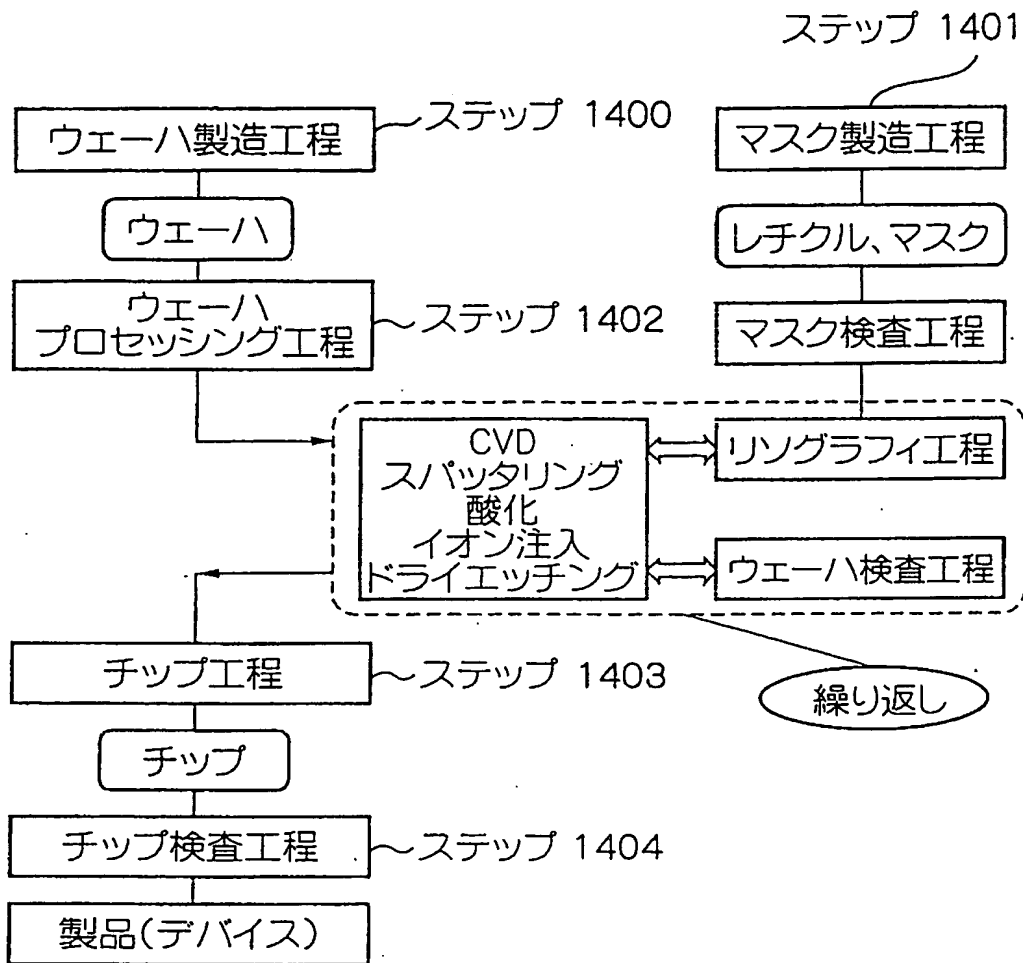 ステップ 1401
ウェーハ製造工程
ステップ 1400
マスク製造工程
ウェーハ
レチクル、マスク
ウェーハ
プロセッシング工程
ステップ 1402
マスク検査工程
CVD
スパッタリング
酸化
イオン注入
ドライエッチング
リソグラフィ工程
ウェーハ検査工程
チップ工程
ステップ 1403
繰り返し
チップ
チップ検査工程
ステップ 1404
製品(デバイス)